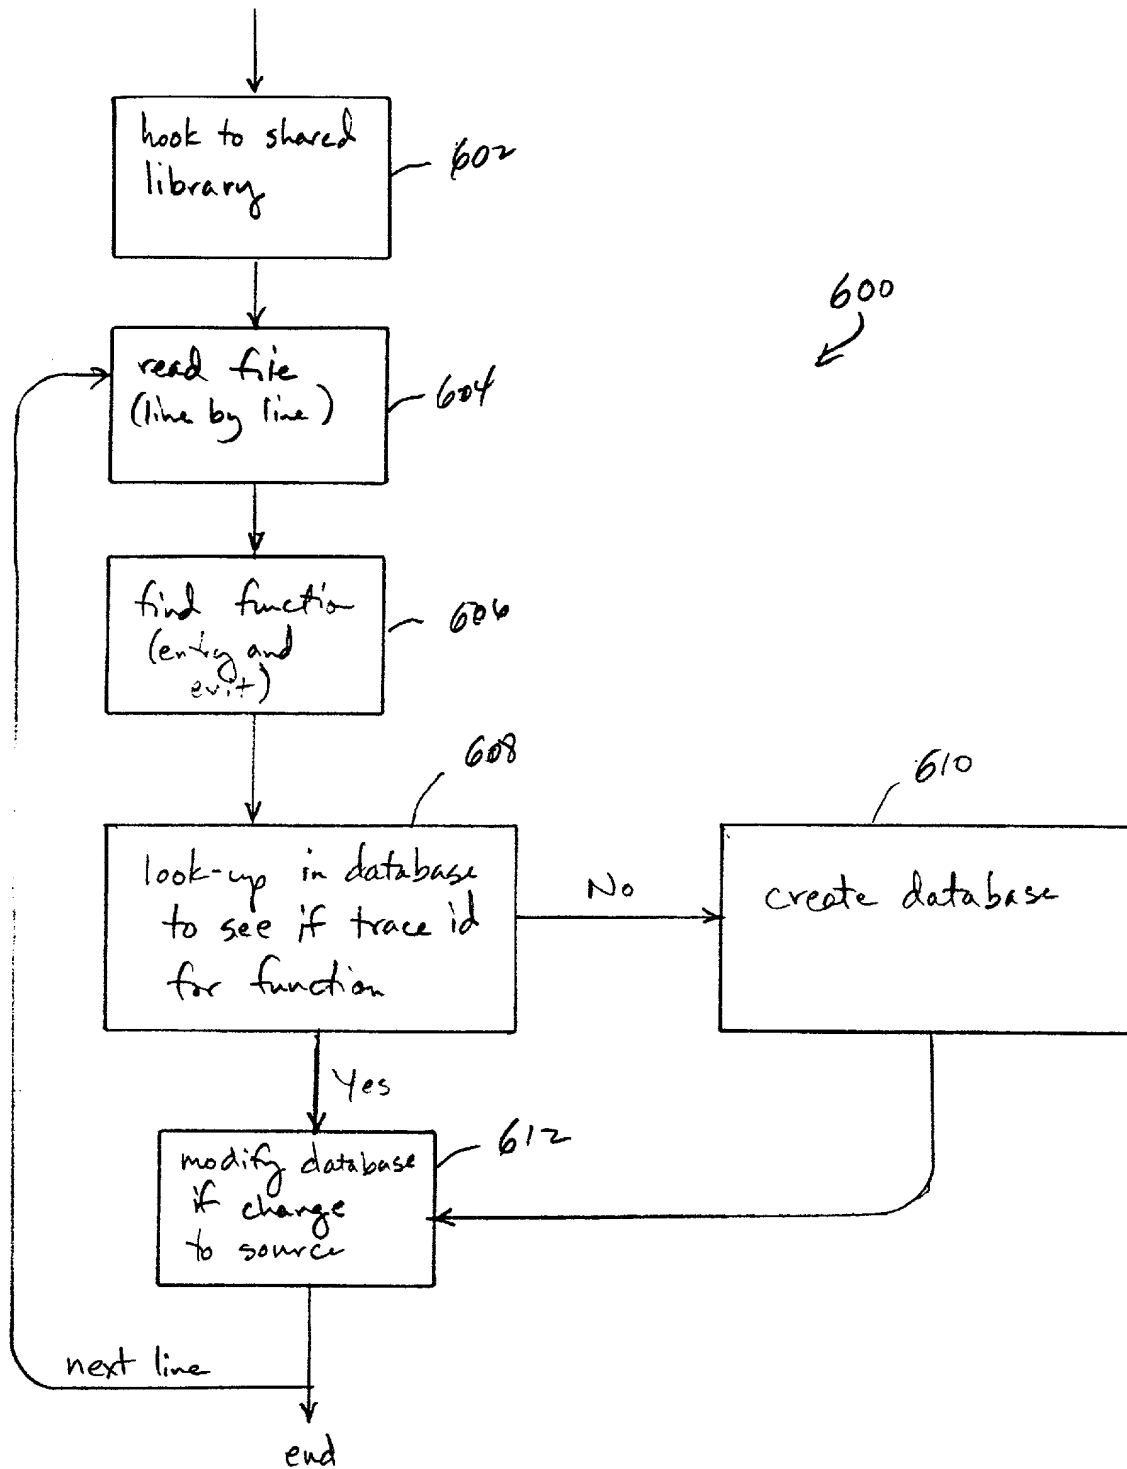 hook to shared
library
602
600
read file
(line by line)
604
find function
(entry and
exit)
606
608
610
look-up in database
to see if trace id
for function
No
create database
Yes
612
modify database
if change
to source
next line
end